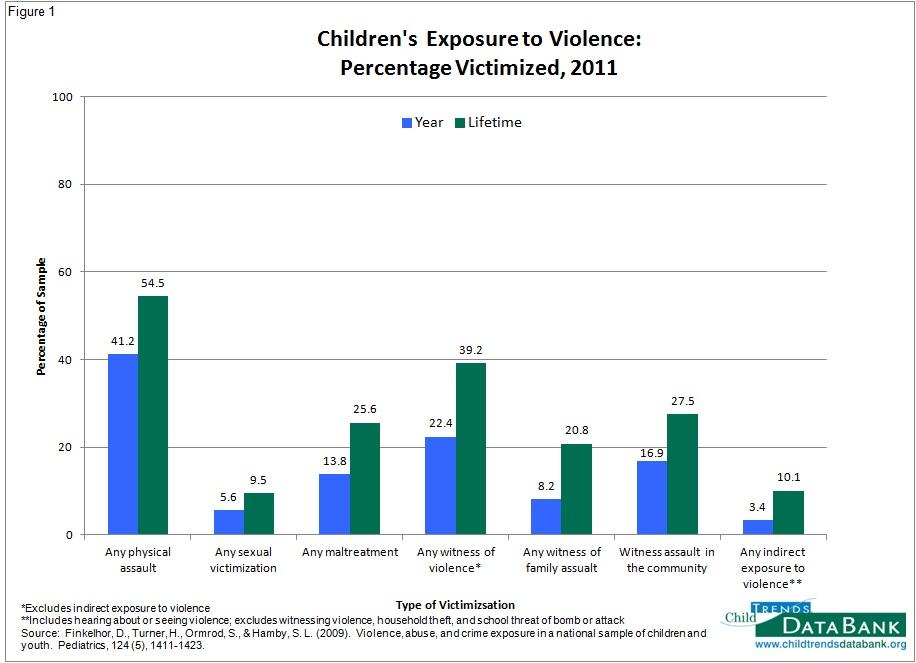 Figure 1
Children's Exposure to Violence:
Percentage Victimized, 2011
Year Lifetime
Percentage of Sample
100
80
60
40
20
0
41.2 54.5
5.6 9.5
13.8 25.6
22.4 39.2
8.2 20.8
16.9 27.5
3.4 10.1
Any physical
assault
Any sexual
victimization
Any maltreatment
Any witness of
violence*
Any witness of
family assualt
Witness assault in
the community
Any indirect
exposure to
violence**
Type of Victimizsation
*Excludes indirect exposure to violence
**Includes hearing about or seeing violence; excludes witnessing violence, household theft, and school threat of bomb or attack
Source: Finkelhor, D., Turner, H., Ormrod, S., & Hamby, S. L. (2009). Violence, abuse, and crime exposure in a national sample of children and
youth. Pediatrics, 124 (5), 1411-1423.
Child TRENDS
DATABANK
www.childtrendsdatabank.org